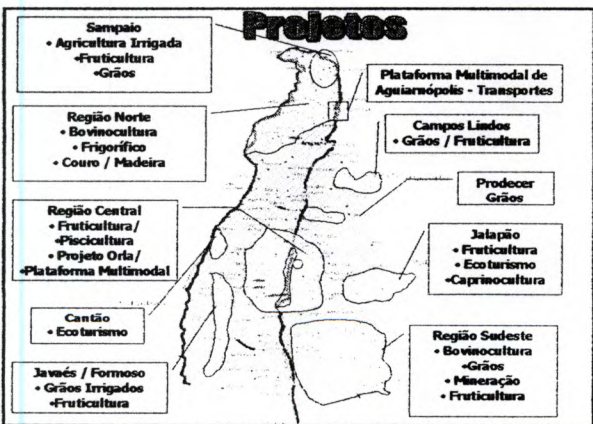 Projetos
Sampaio
• Agricultura Irrigada
•Fruticultura
•Grãos
Plataforma Multimodal de
Aguiarnópolis - Transportes
Região Norte
• Bovinocultura
• Frigorífico
• Couro / Madeira
Campos Lindos
• Grãos / Fruticultura
Prodecer
Grãos
Região Central
• Fruticultura/
•Piscicultura
• Projeto Orla/
•Plataforma Multimodal
Jalapão
• Fruticultura
• Ecoturismo
•Caprinocultura
Cantão
• Ecoturismo
Região Sudeste
• Bovinocultura
•Grãos
• Mineração
• Fruticultura
Javaés / Formoso
• Grãos Irrigados
•Fruticultura